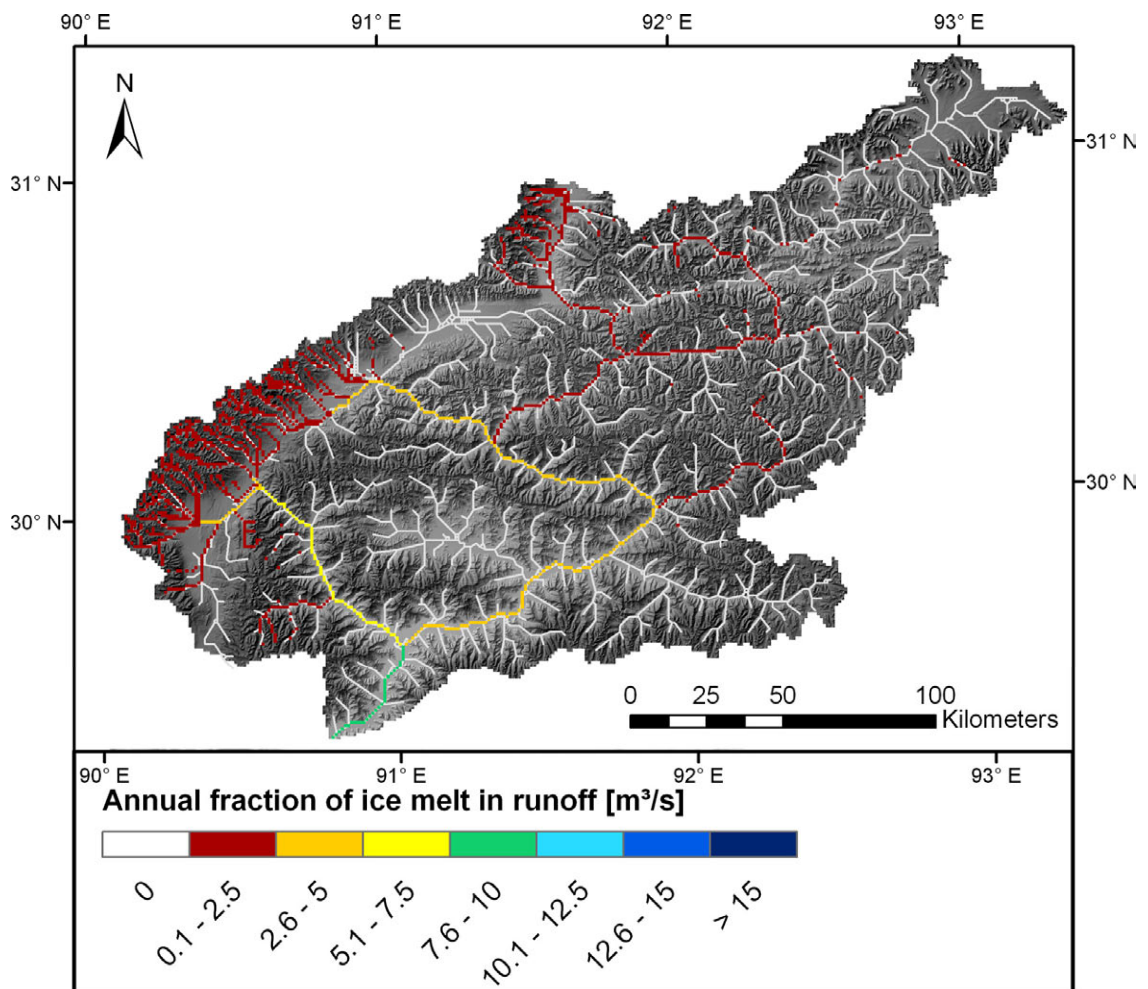 90° E 91° E 92° E 93° E
N
31° N
31° N
30° N
30° N
0 25 50 100
Kilometers
90° E 91° E 92° E 93° E
Annual fraction of ice melt in runoff [m³/s]
0
0.1 - 2.5
2.6 - 5
5.1 - 7.5
7.6 - 10
10.1 - 12.5
12.6 - 15
> 15